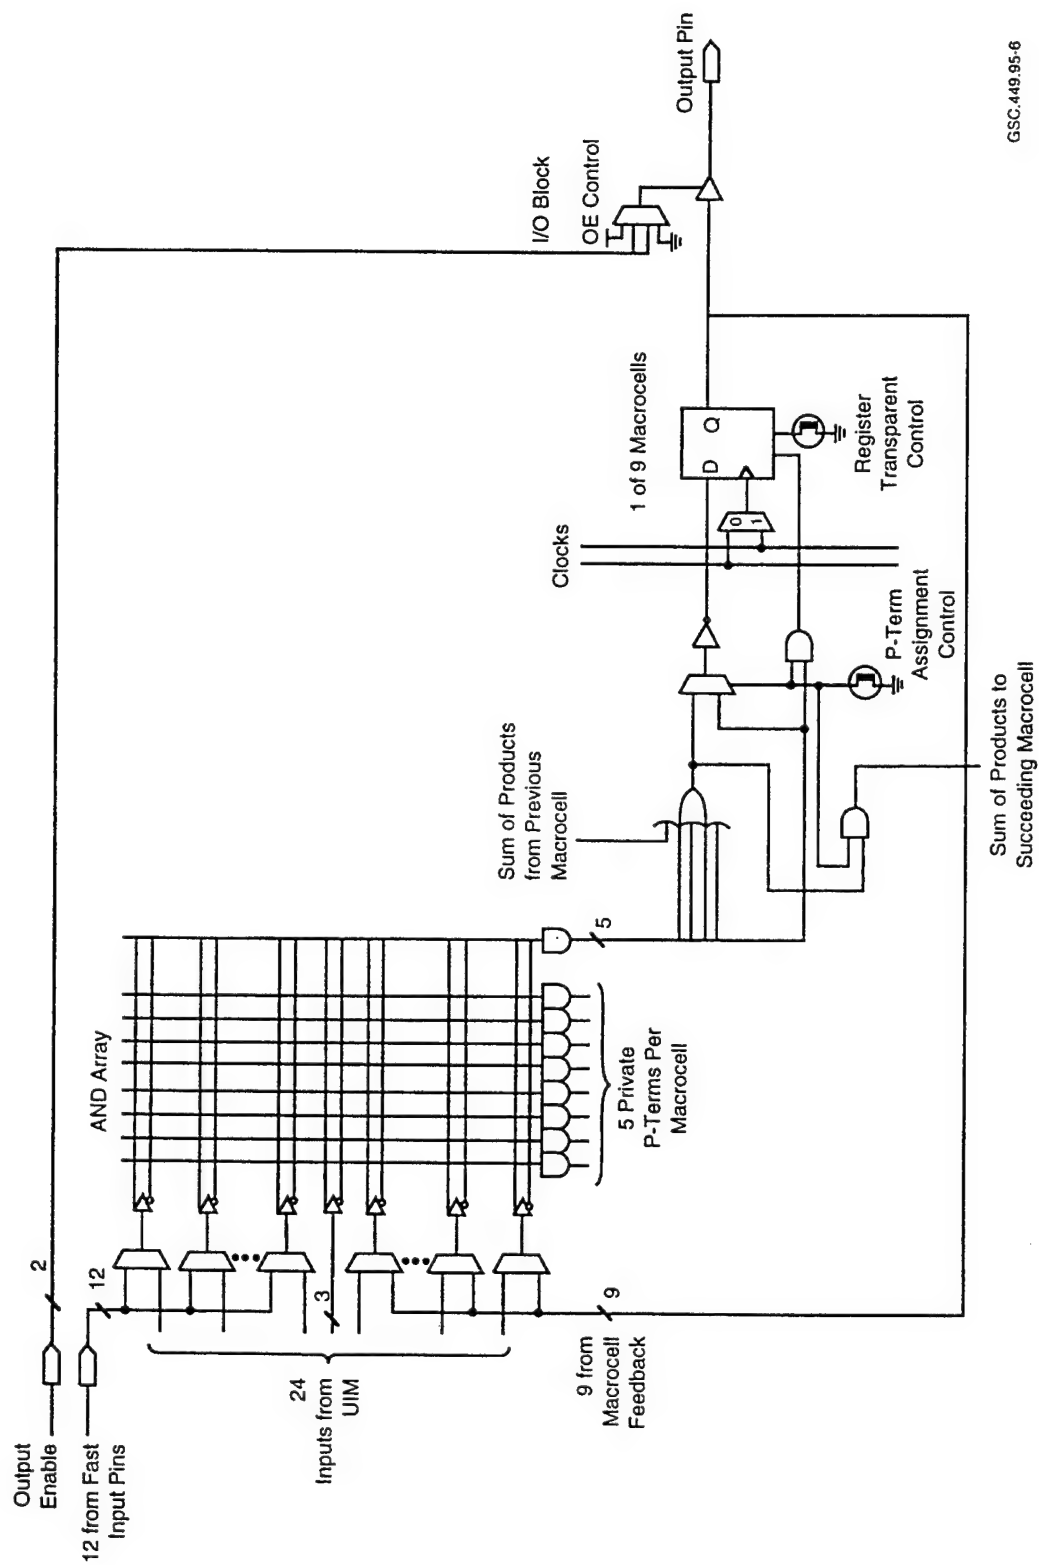 Output
Enable
2
12 from Fast
Input Pins
12
24
Inputs from
UIM
3
9 from
Macrocell
Feedback
9
AND Array
5 Private
P-Terms Per
Macrocell
5
Sum of Products
from Previous
Macrocell
Sum of Products to
Succeeding Macrocell
P-Term
Assignment
Control
Clocks
0
1
1 of 9 Macrocells
D
Q
Register
Transparent
Control
I/O Block
OE Control
Output Pin
GSC.449.95-6